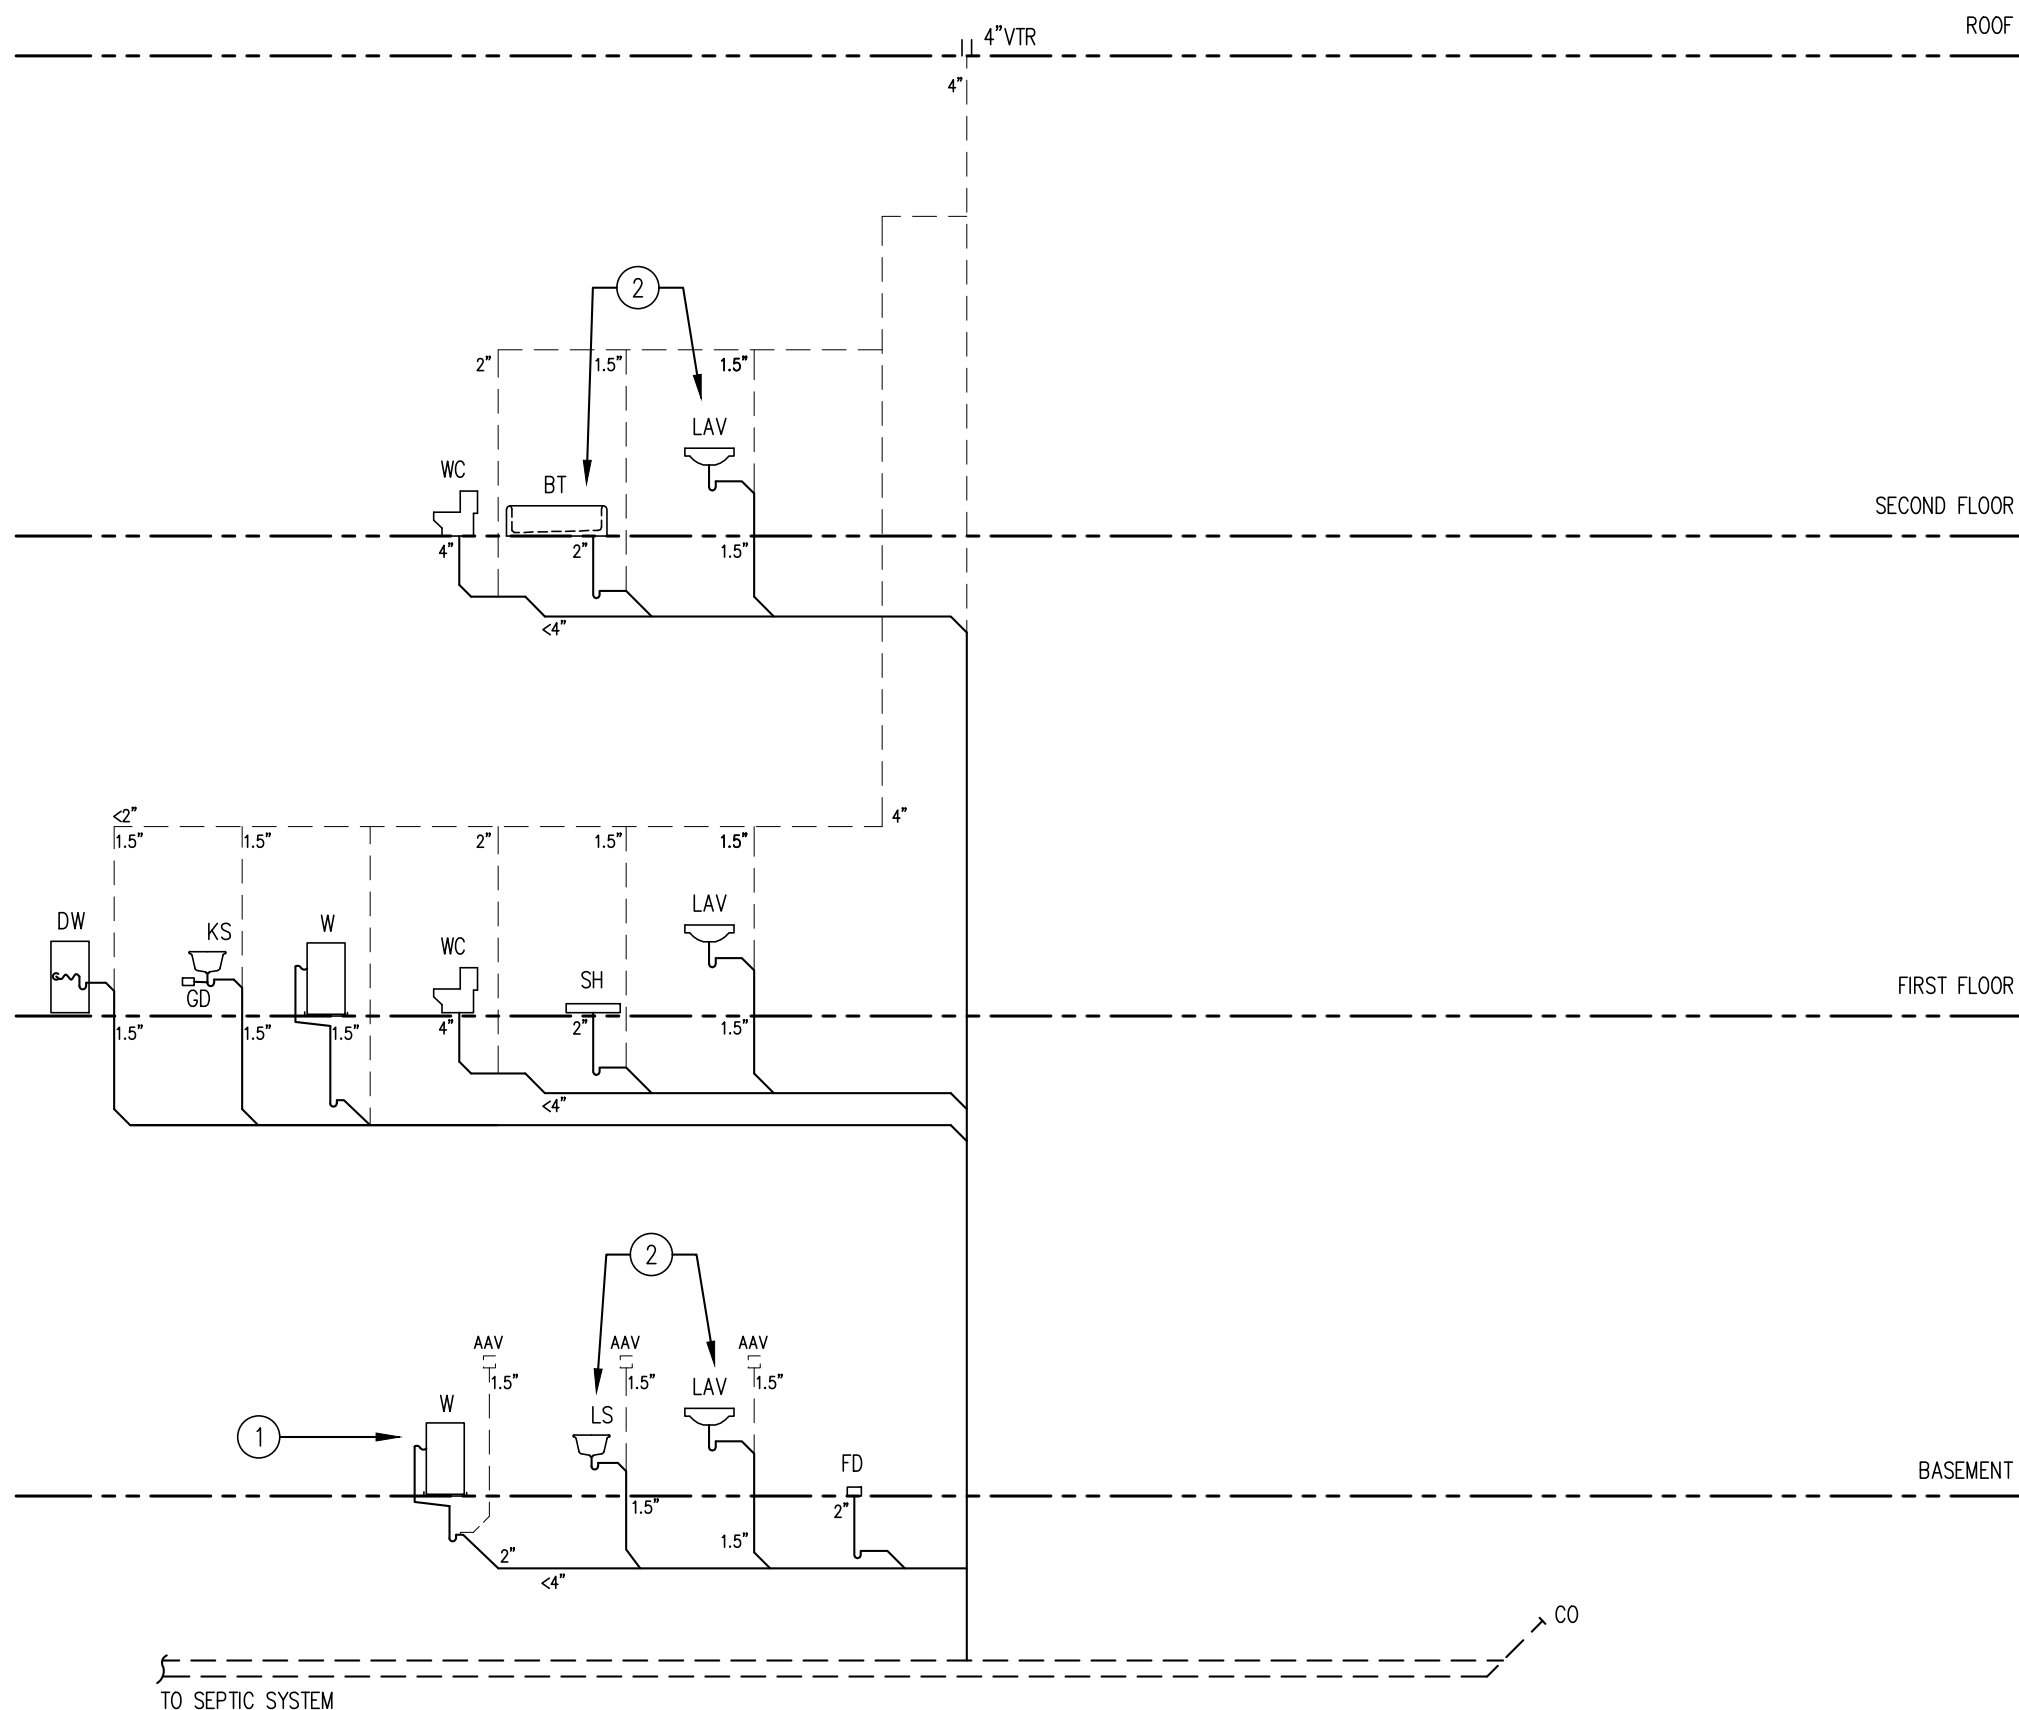 ROOF
4”VTR
4”
2
2”
1.5”
1.5”
LAV
WC
BT
SECOND FLOOR
4”
2”
1.5”
<4”
<2”
4”
1.5”
1.5”
2”
1.5”
1.5”
LAV
DW
KS
W
WC
SH
GD
FIRST FLOOR
1.5”
1.5”
1.5”
4”
2”
1.5”
<4”
2
AAV
AAV
AAV
1.5”
1.5”
1.5”
W
LS
LAV
1
FD
BASEMENT
2”
1.5”
1.5”
2”
<4”
CO
TO SEPTIC SYSTEM